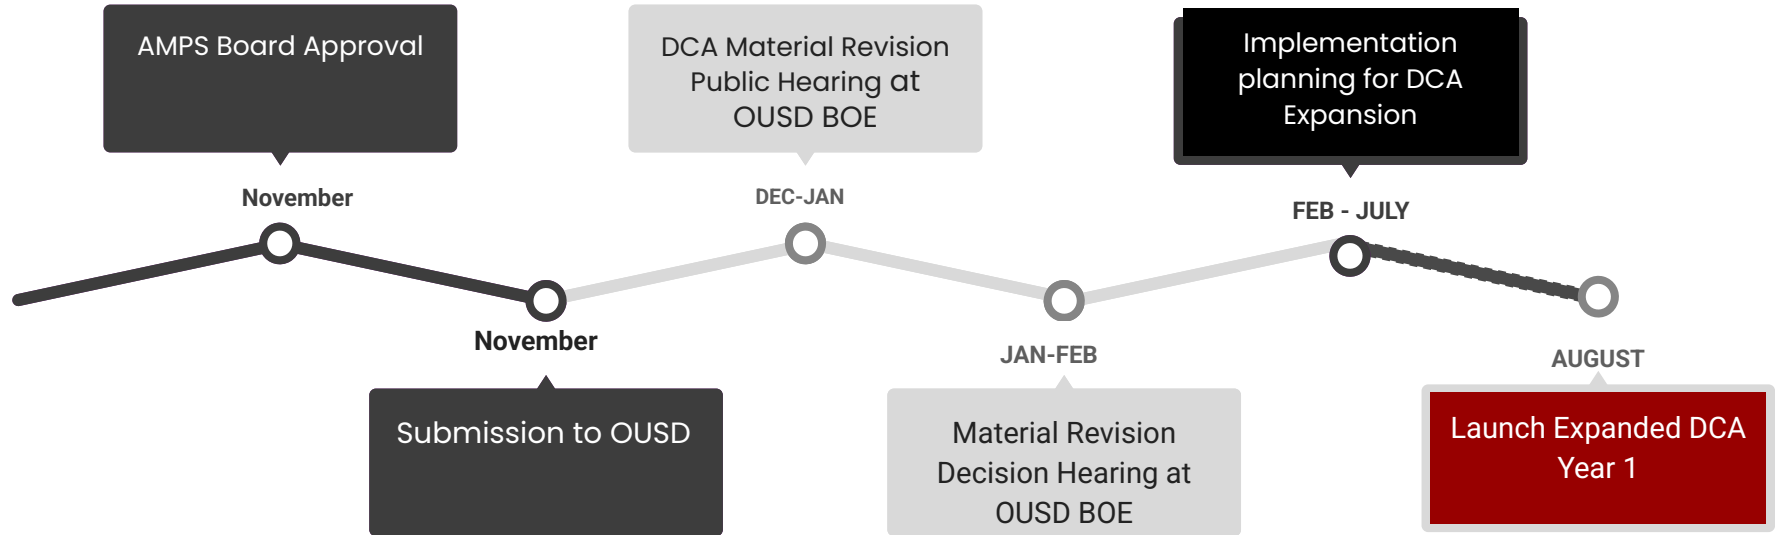 AMPS Board Approval
November
November
Submission to OUSD
DCA Material Revision
Public Hearing at
OUSD BOE
DEC-JAN
JAN-FEB
Material Revision
Decision Hearing at
OUSD BOE
Implementation
planning for DCA
Expansion
FEB - JULY
AUGUST
Launch Expanded DCA
Year 1